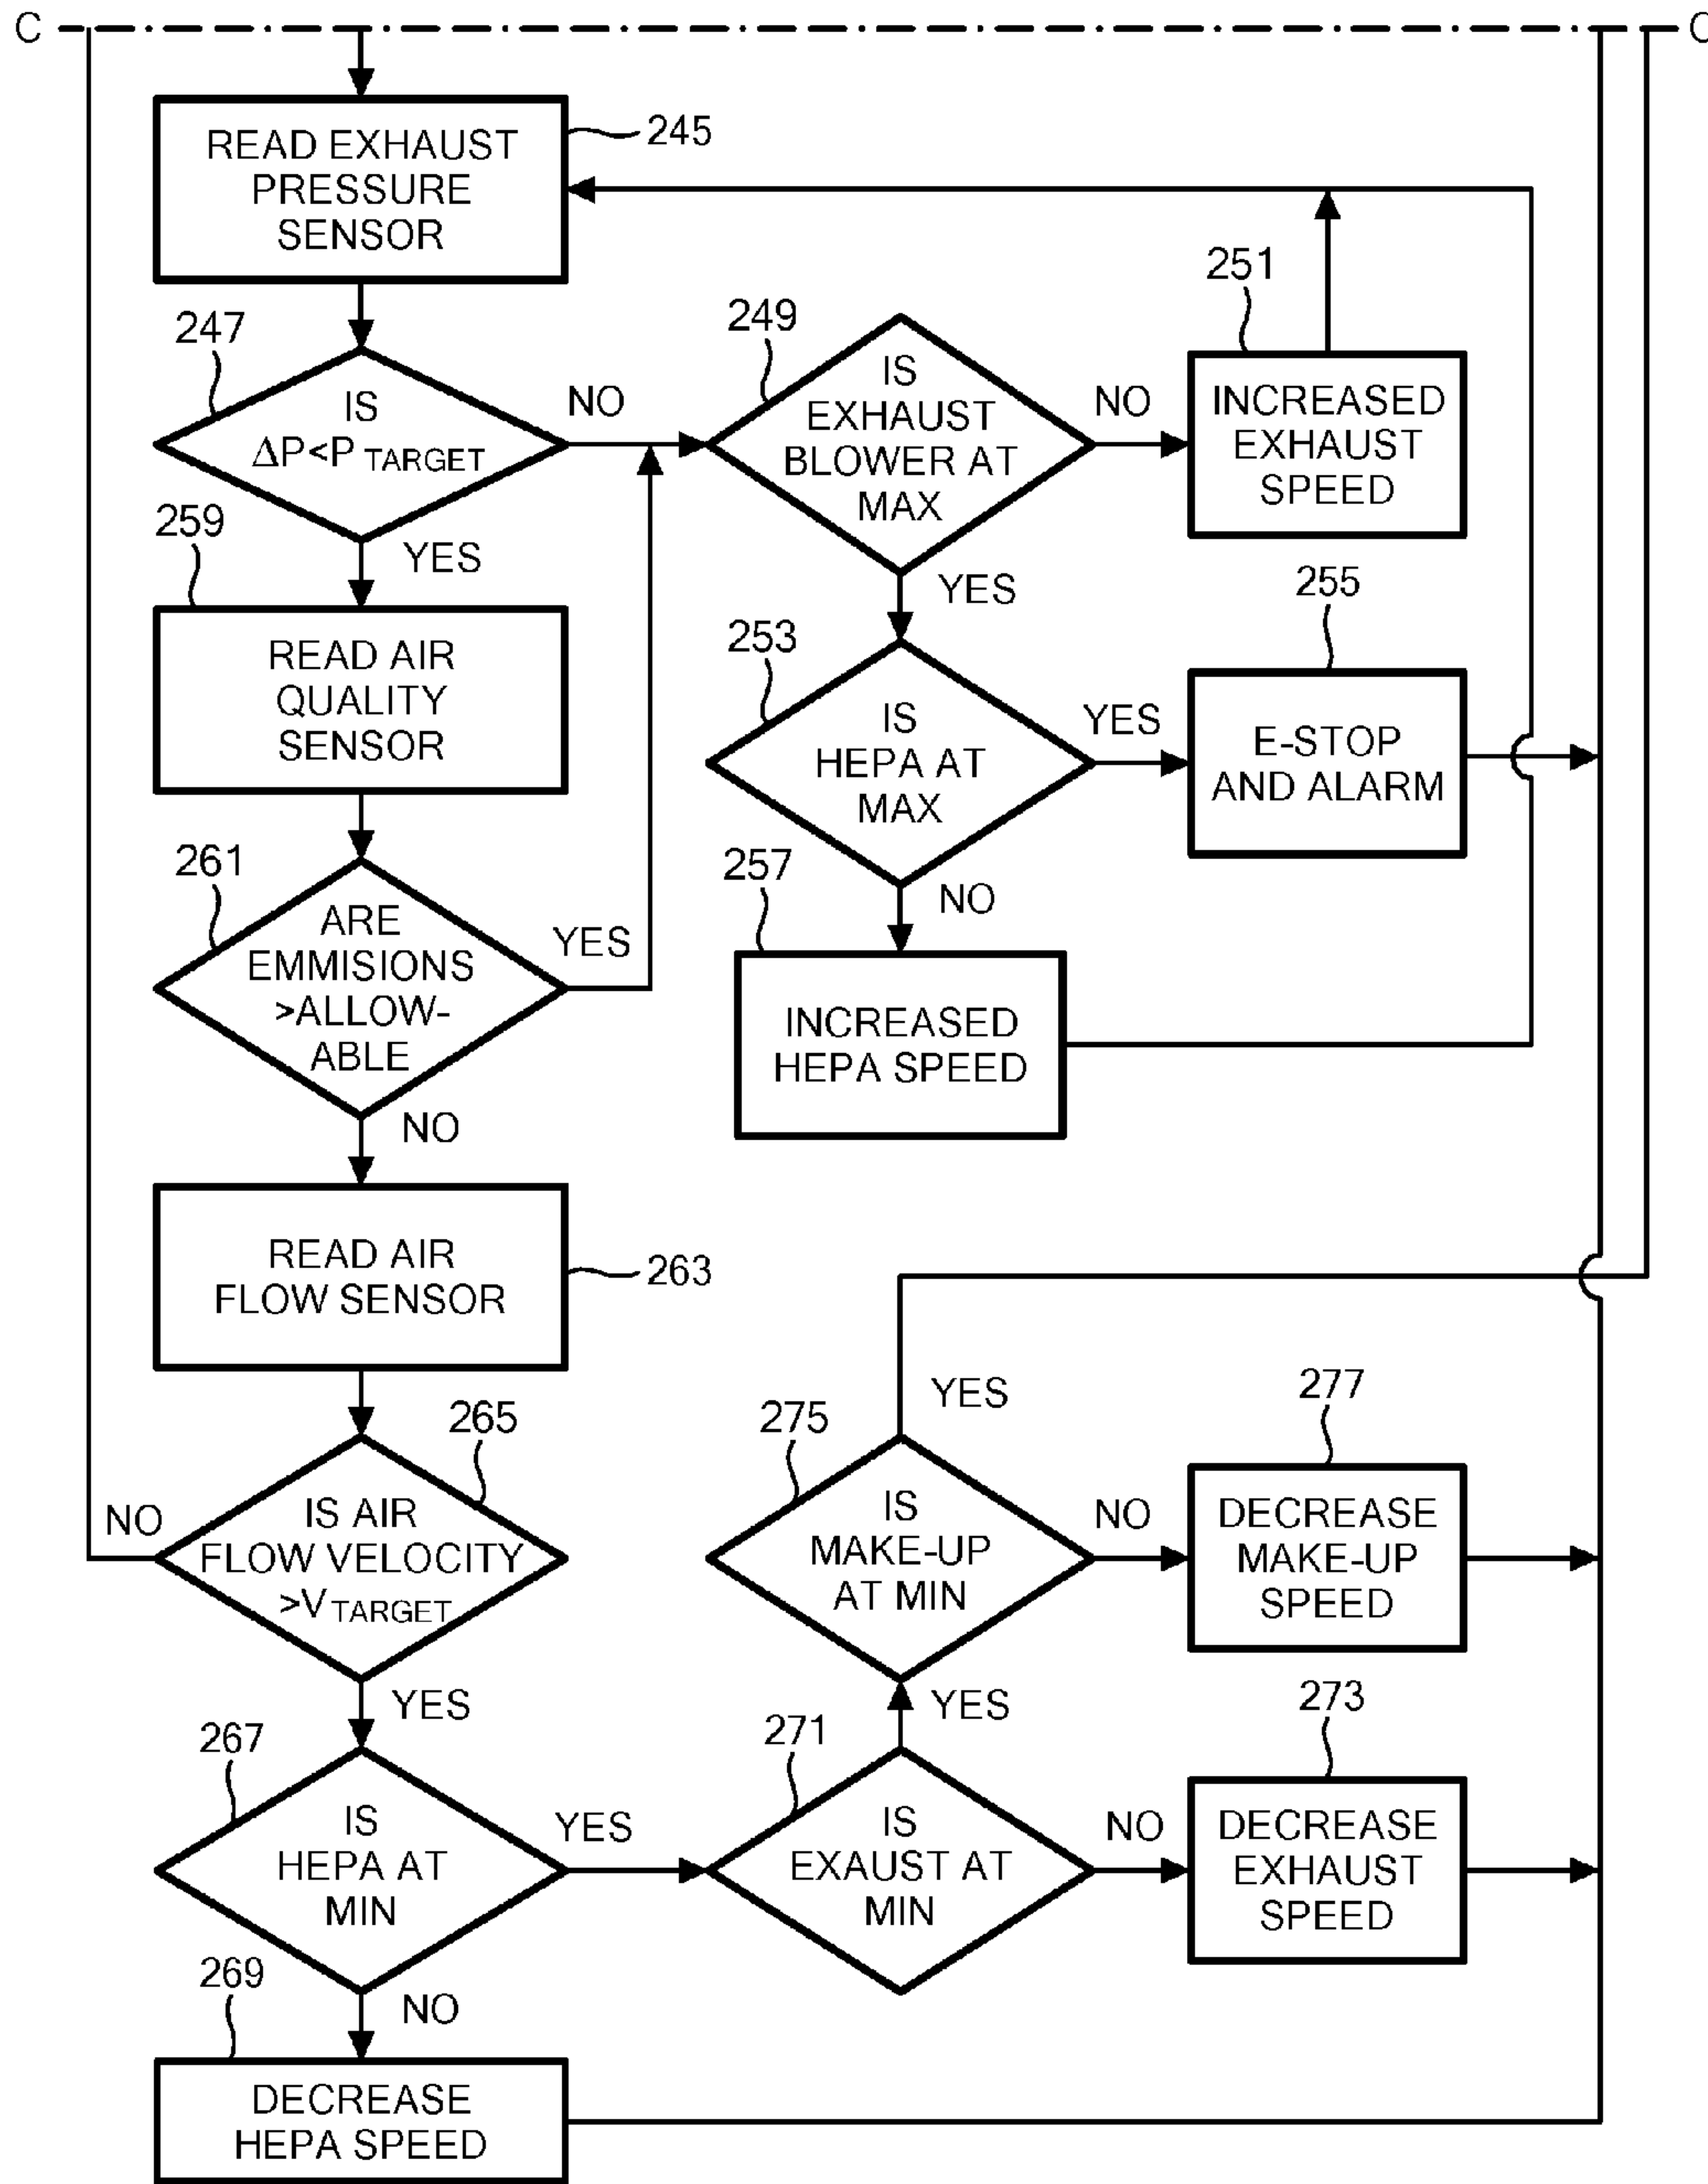 C
C
READ EXHAUST
PRESSURE
SENSOR
245
247
IS
ΔP<P TARGET
NO
YES
249
IS
EXHAUST
BLOWER AT
MAX
NO
YES
251
INCREASED
EXHAUST
SPEED
253
IS
HEPA AT
MAX
YES
NO
255
E-STOP
AND ALARM
257
INCREASED
HEPA SPEED
259
READ AIR
QUALITY
SENSOR
261
ARE
EMMISIONS
>ALLOW-
ABLE
YES
NO
READ AIR
FLOW SENSOR
263
265
IS AIR
FLOW VELOCITY
>V TARGET
NO
YES
267
IS
HEPA AT
MIN
YES
NO
269
DECREASE
HEPA SPEED
271
IS
EXAUST AT
MIN
YES
NO
273
DECREASE
EXHAUST
SPEED
275
IS
MAKE-UP
AT MIN
YES
NO
277
DECREASE
MAKE-UP
SPEED